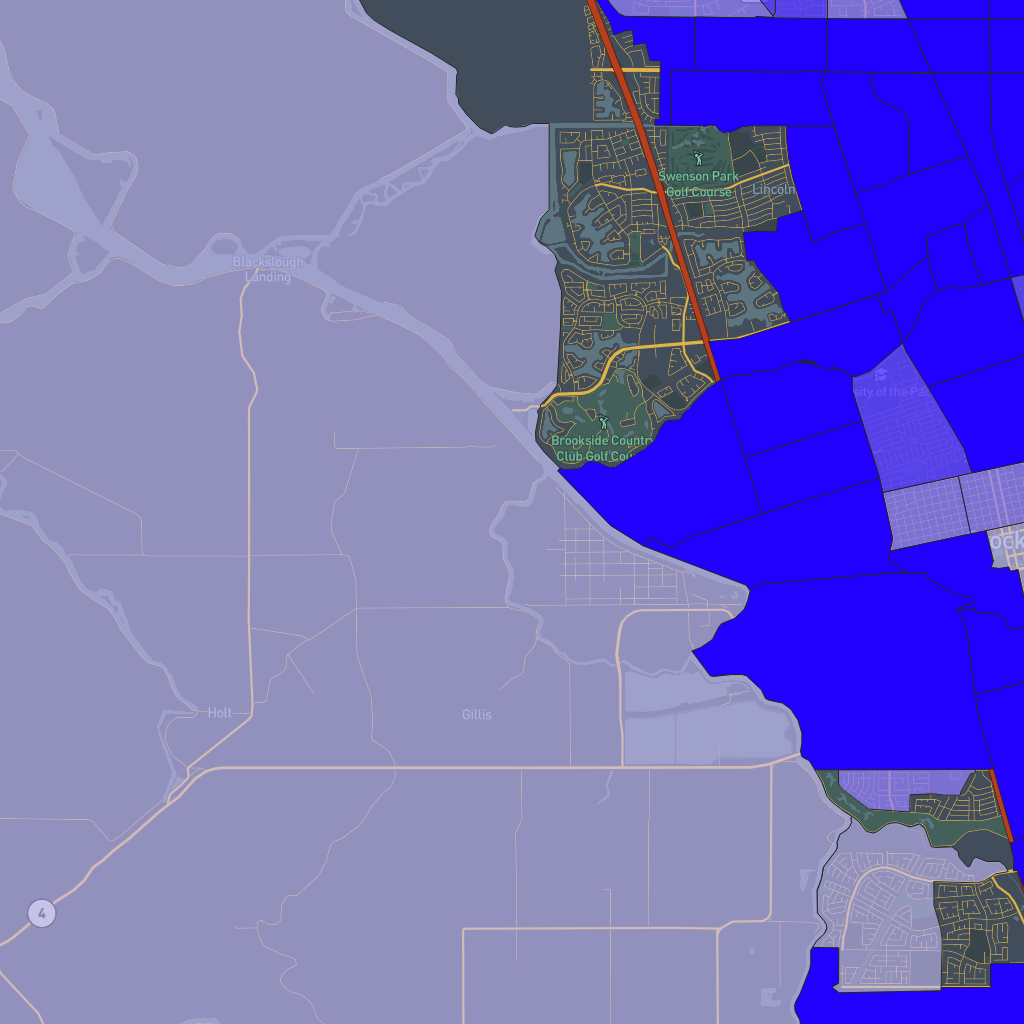 Swenson Park
Golf Course
Lincoln
Blackslough
Landing
sity of the Pac
Brookside Country
Club Golf Cou
ock
Holt
Gillis
4